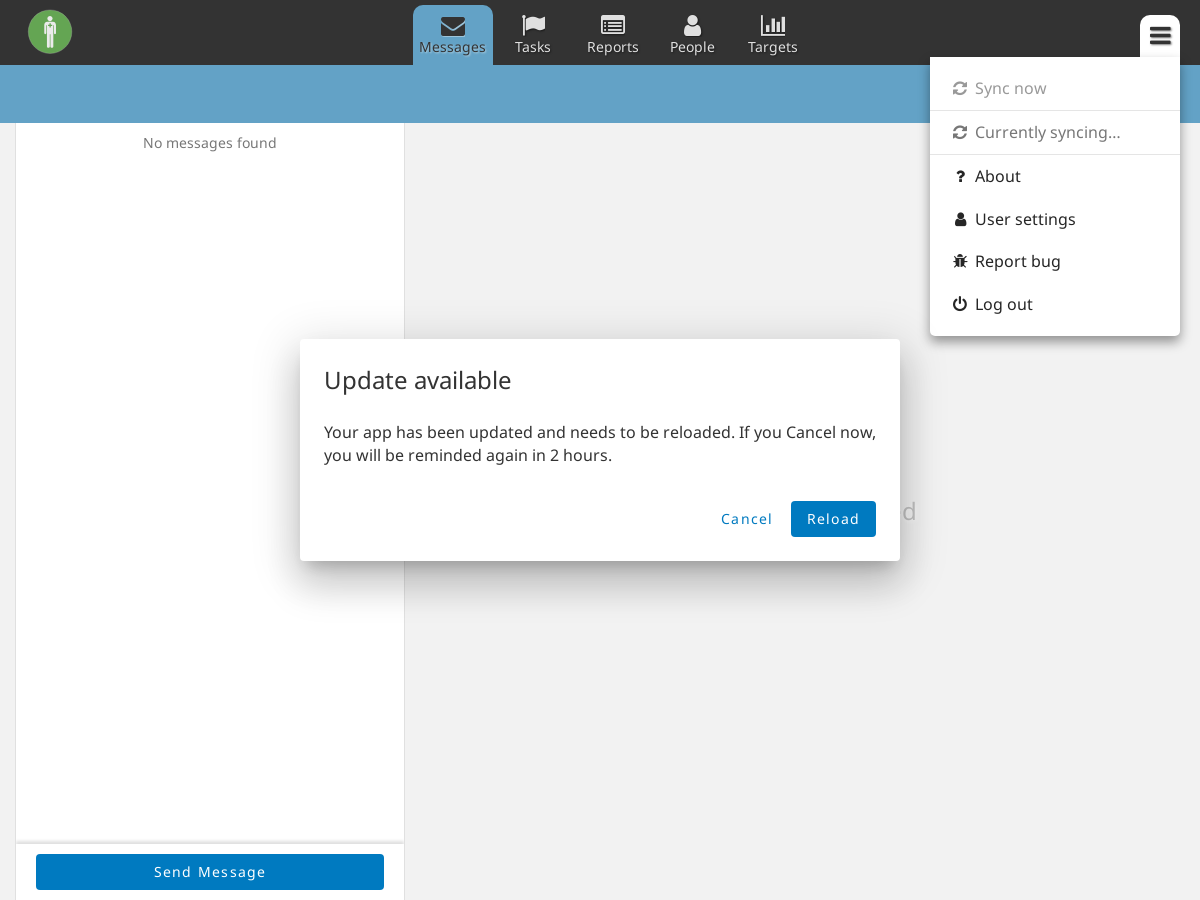 Messages
Tasks
Reports
People
Targets
Sync now
Currently syncing...
About
User settings
Report bug
Log out
No messages found
Update available
Your app has been updated and needs to be reloaded. If you Cancel now,
you will be reminded again in 2 hours.
Cancel
Reload
Send Message